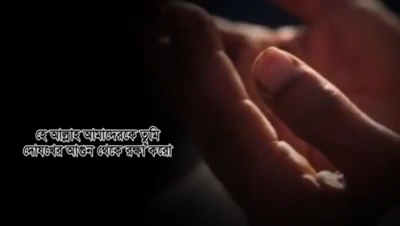 হে আল্লাহ আমাদেরকে তুমি
দোযখের আগুন থেকে রক্ষা করো